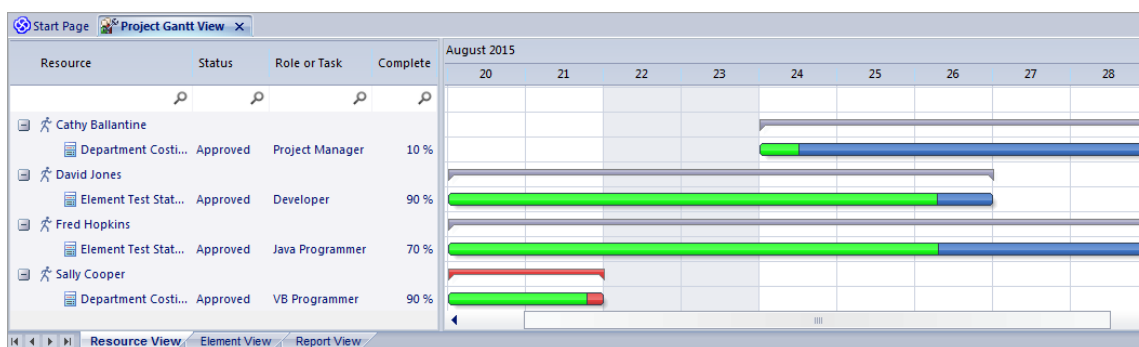 Start Page Project Gantt View X
August 2015
Resource Status Role or Task Complete
20 21 22 23 24 25 26 27 28
Cathy Ballantine
Department Costi... Approved Project Manager 10 %
David Jones
Element Test Stat... Approved Developer 90 %
Fred Hopkins
Element Test Stat... Approved Java Programmer 70 %
Sally Cooper
Department Costi... Approved VB Programmer 90 %
Resource View Element View Report View